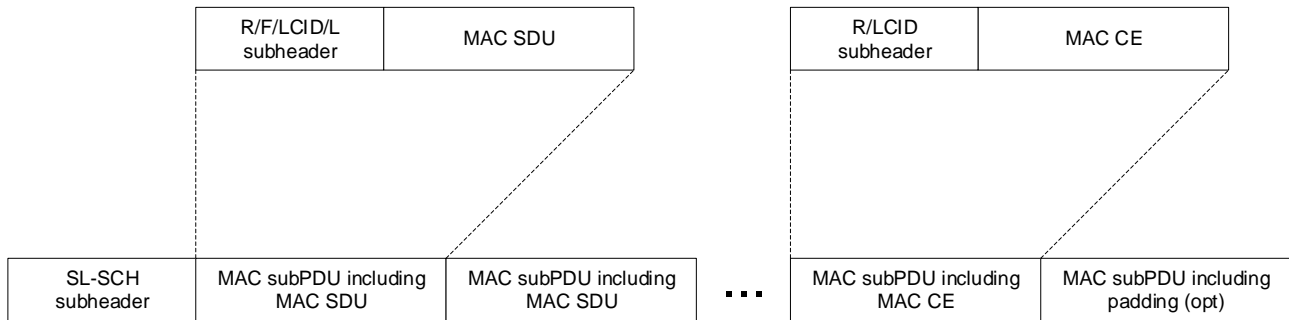 R/F/LCID/L
subheader
MAC SDU
R/LCID
subheader
MAC CE
SL-SCH
subheader
MAC subPDU including
MAC SDU
MAC subPDU including
MAC SDU
...
MAC subPDU including
MAC CE
MAC subPDU including
padding (opt)